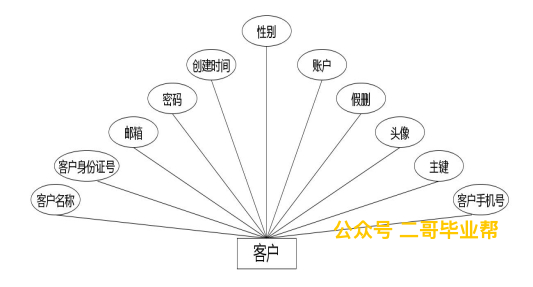 性别
创建时间
账户
密码
假删
邮箱
头像
客户身份证号
主键
客户名称
客户手机号
公众号 二哥毕业帮
客户